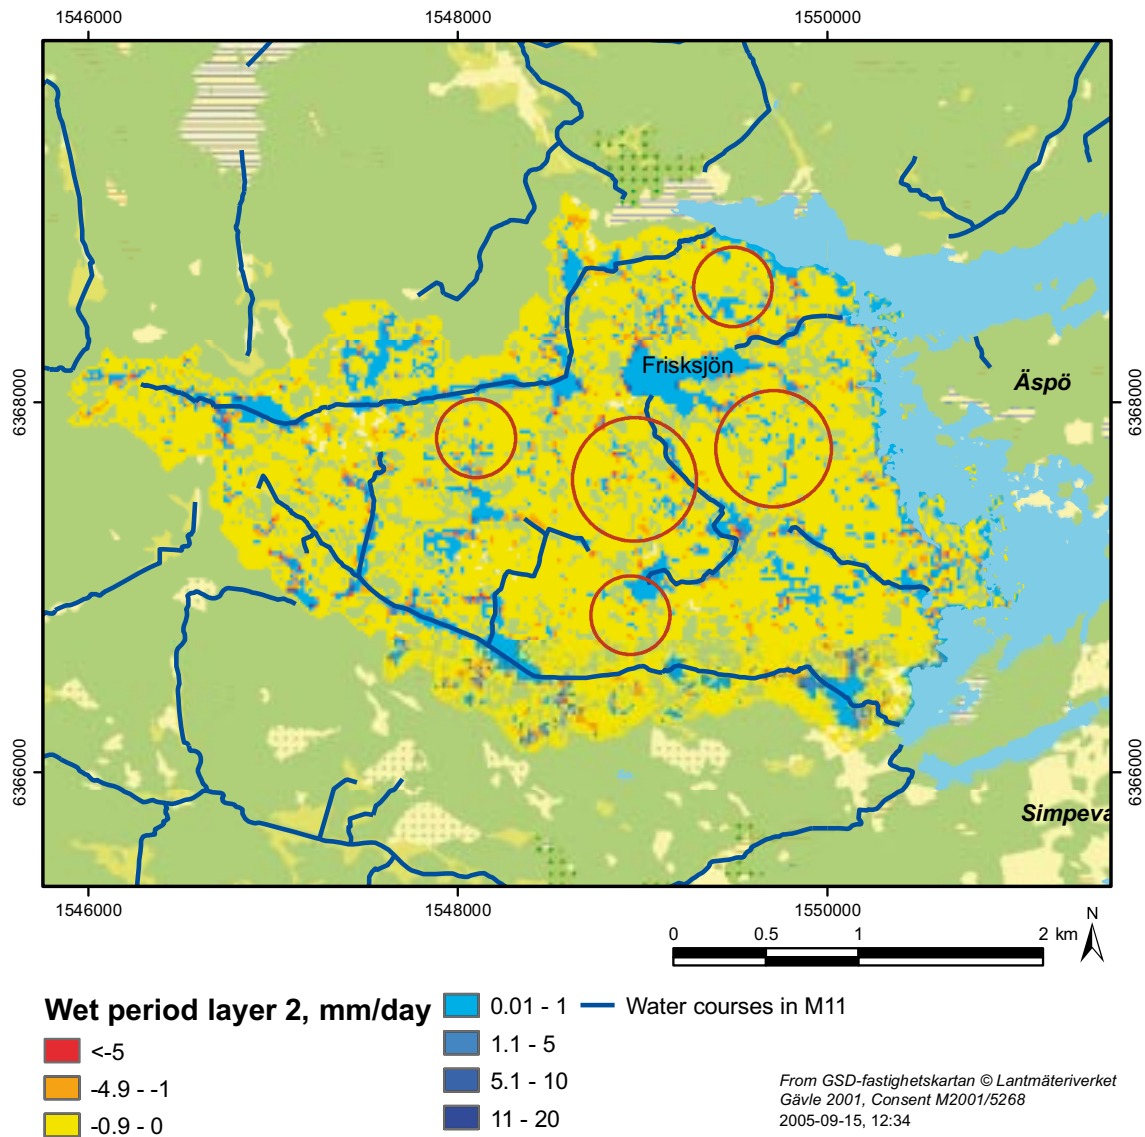 1546000 1548000 1550000
6368000
6366000
Frisksjön
Äspö
6368000
6366000
Simpeva
1546000 1548000 1550000
N
0 0.5 1 2 km
Wet period layer 2, mm/day
<-5
-4.9 - -1
-0.9 - 0
0.01 - 1
1.1 - 5
5.1 - 10
11 - 20
Water courses in M11
From GSD-fastighetskartan © Lantmäteriverket
Gävle 2001, Consent M2001/5268
2005-09-15, 12:34